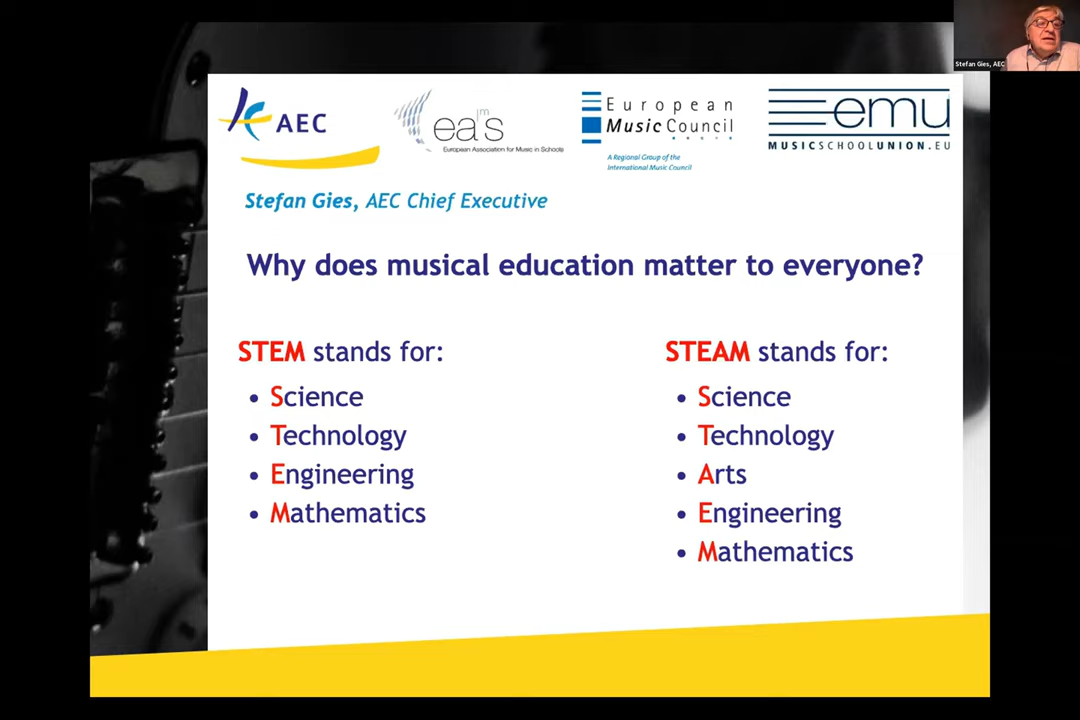 Stefan Gies, AEC
AEC
eas
European Association for Music in Schools
European
MusicCouncil
A Regional Group of the
International Music Council
emu
MUSICSCHOOLUNION.EU
Stefan Gies, AEC Chief Executive
Why does musical education matter to everyone?
STEM stands for:
• Science
• Technology
• Engineering
• Mathematics
STEAM stands for:
• Science
• Technology
• Arts
• Engineering
• Mathematics